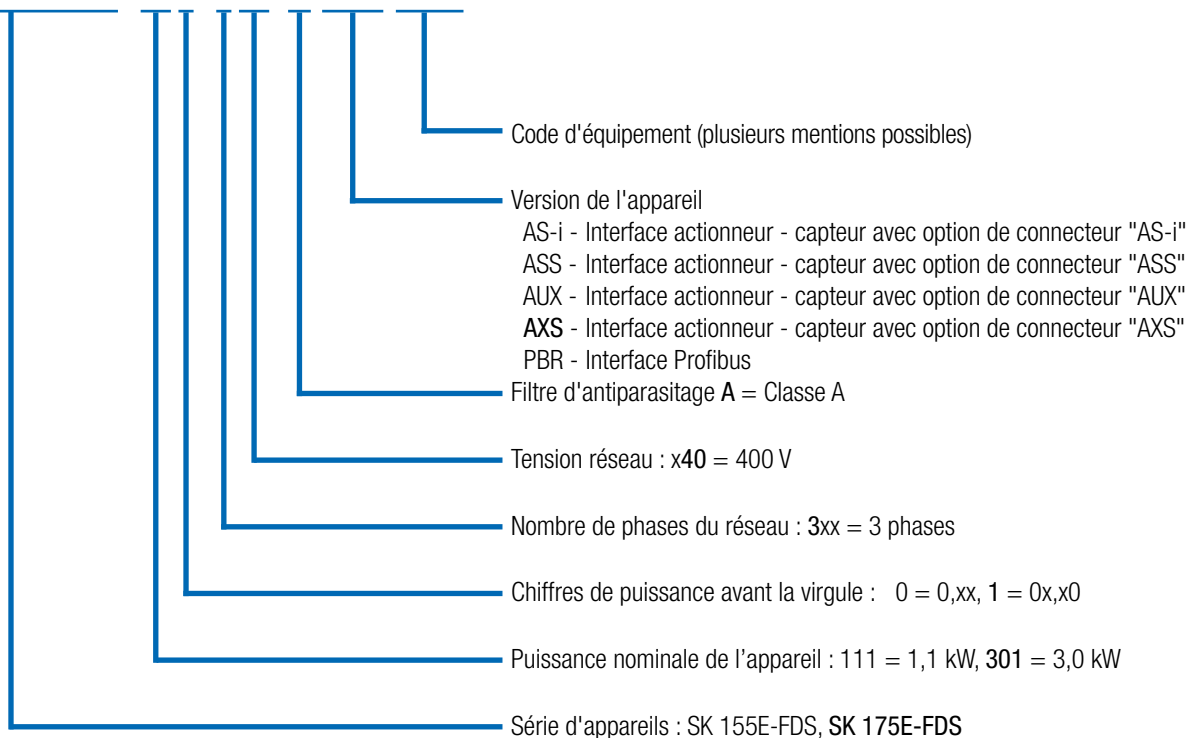 Code d'équipement (plusieurs mentions possibles)
Version de l'appareil
AS-i - Interface actionneur - capteur avec option de connecteur "AS-i"
ASS - Interface actionneur - capteur avec option de connecteur "ASS"
AUX - Interface actionneur - capteur avec option de connecteur "AUX"
AXS - Interface actionneur - capteur avec option de connecteur "AXS"
PBR - Interface Profibus
Filtre d'antiparasitage A = Classe A
Tension réseau : x40 = 400 V
Nombre de phases du réseau : 3xx = 3 phases
Chiffres de puissance avant la virgule : 0 = 0,xx, 1 = 0x,x0
Puissance nominale de l’appareil : 111 = 1,1 kW, 301 = 3,0 kW
Série d'appareils : SK 155E-FDS, SK 175E-FDS